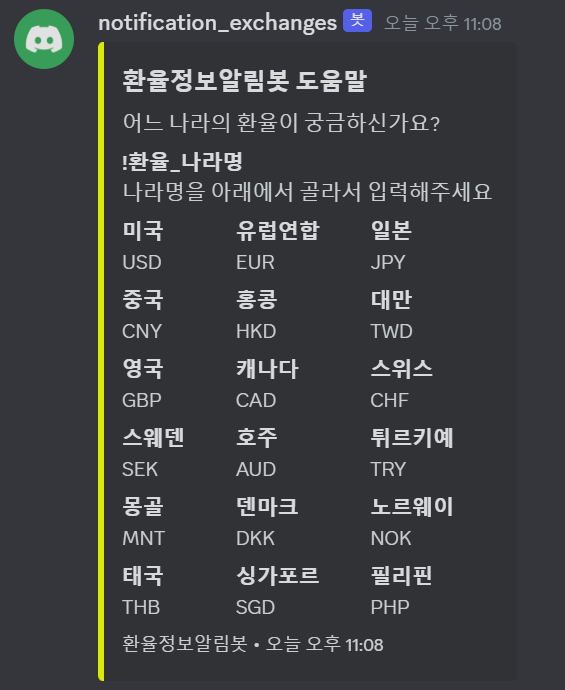 notification_exchanges 봇 오늘 오후 11:08
환율정보알림봇 도움말
어느 나라의 환율이 궁금하신가요?
!환율_나라명
나라명을 아래에서 골라서 입력해주세요
미국 유럽연합 일본
USD EUR JPY
중국 홍콩 대만
CNY HKD TWD
영국 캐나다 스위스
GBP CAD CHF
스웨덴 호주 튀르키예
SEK AUD TRY
몽골 덴마크 노르웨이
MNT DKK NOK
태국 싱가포르 필리핀
THB SGD PHP
환율정보알림봇 • 오늘 오후 11:08